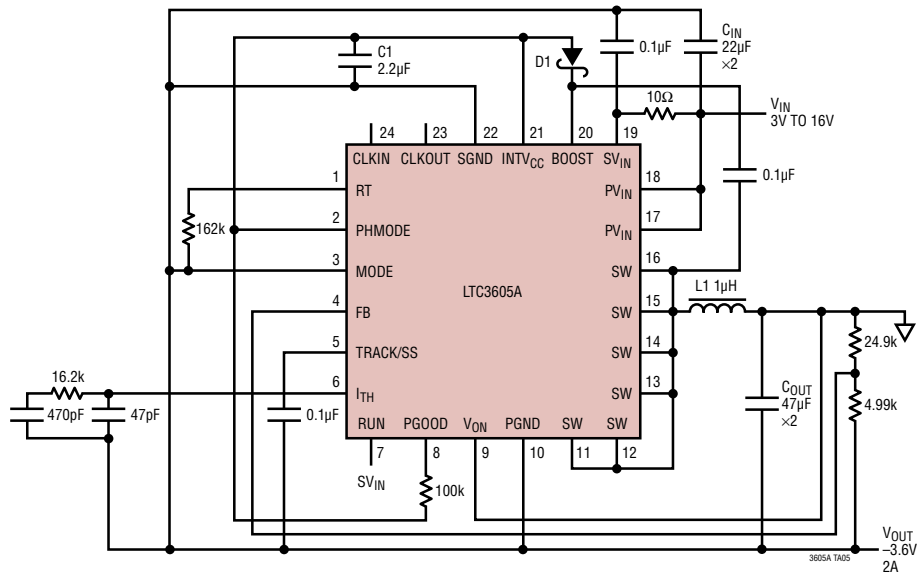 C1
2.2µF
D1
0.1µF
C_IN
22µF
×2
10Ω
V_IN
3V TO 16V
24
23
22
21
20
19
CLKIN
CLKOUT
SGND
INTV_CC
BOOST
SV_IN
0.1µF
1
RT
PV_IN
18
162k
2
PHMODE
PV_IN
17
3
MODE
SW
16
LTC3605A
L1 1µH
4
FB
SW
15
24.9k
5
TRACK/SS
SW
14
16.2k
6
I_TH
SW
13
C_OUT
47µF
×2
4.99k
470pF
47pF
0.1µF
RUN
PGOOD
V_ON
PGND
SW
SW
7
8
9
10
11
12
SV_IN
100k
V_OUT
–3.6V
2A
3605A TA05